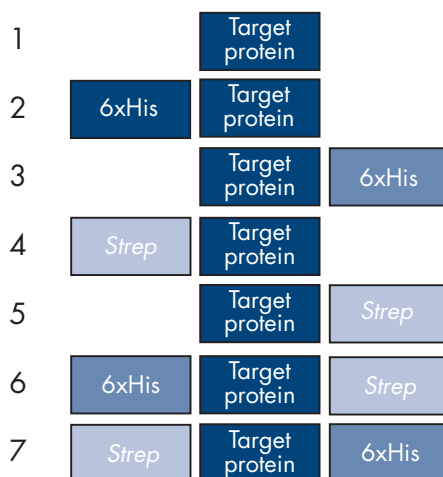 1 Target
protein
2 6xHis Target
protein
3 Target
protein 6xHis
4 Strep Target
protein
5 Target
protein Strep
6 6xHis Target
protein Strep
7 Strep Target
protein 6xHis